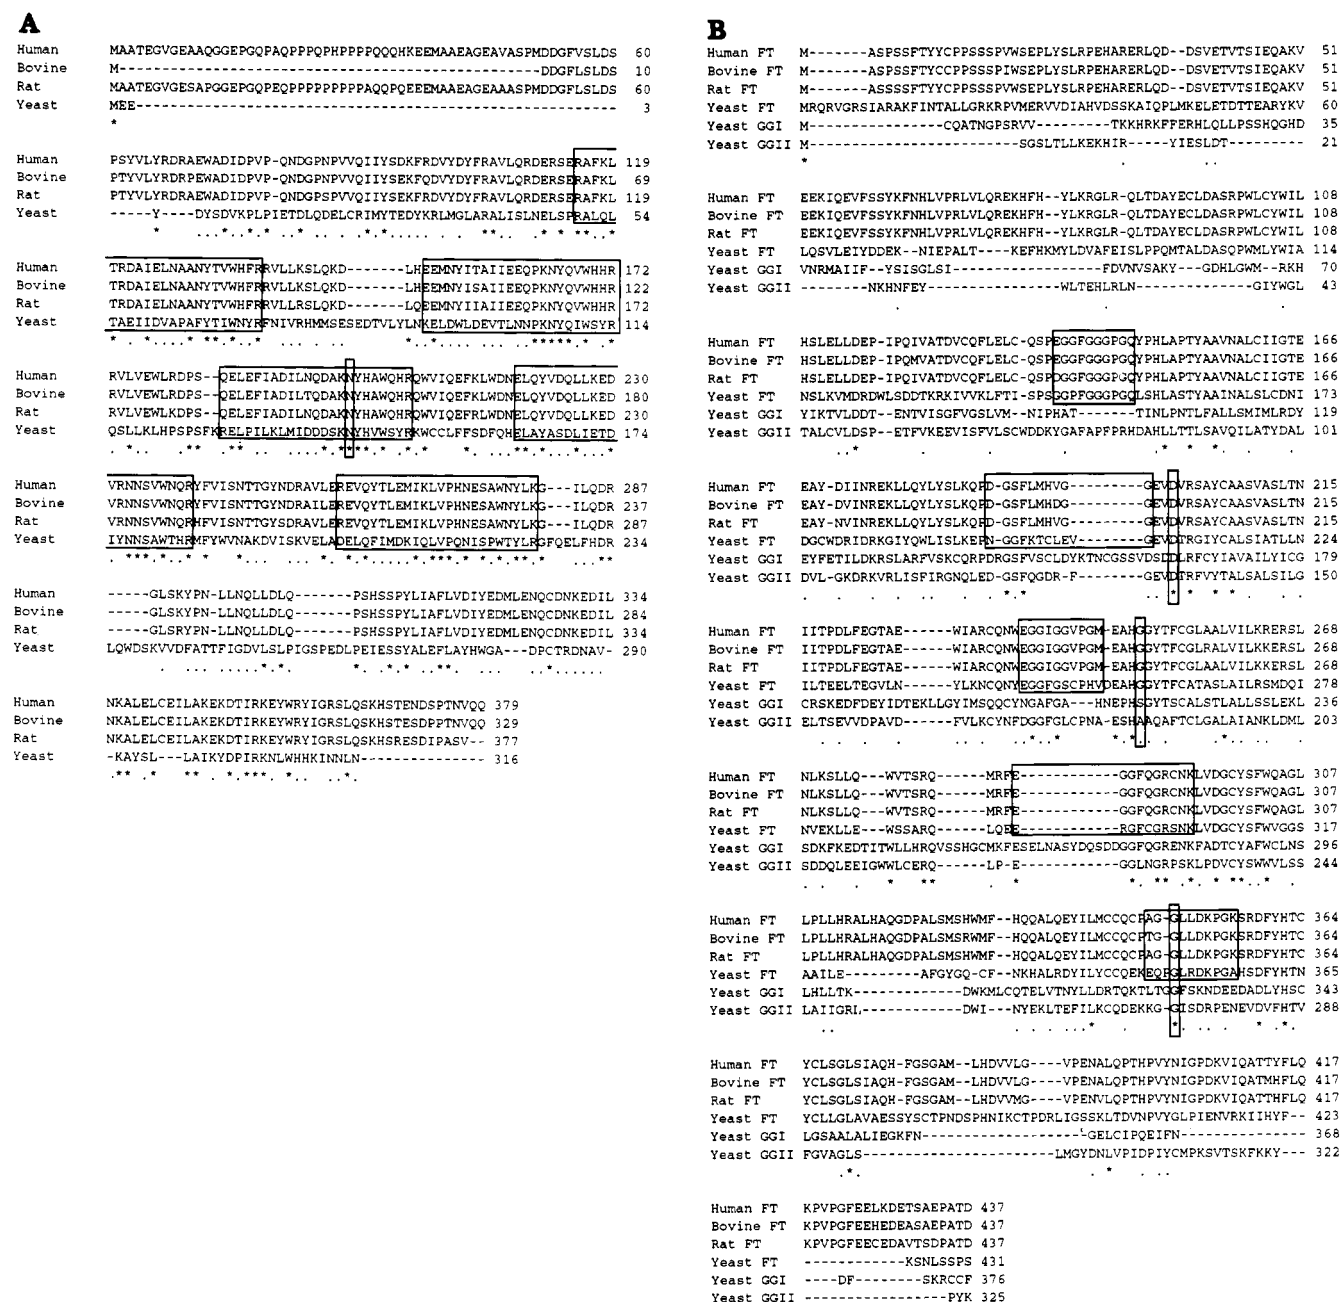 A
Human MAATEGVGEAAQGGEPGQPAQPPPQPHPPPPQQQHKEEMAAEAGEAVASPMDDGFVSLDS 60
Bovine M--------------------------------------------------DDGFLSLDS 10
Rat MAATEGVGESAPGGEPGQPEQPPPPPPPPPAQQPQEEEMAAEAGEAAASPMDDGFLSLDS 60
Yeast MEE--------------------------------------------------------- 3
*
Human PSYVLYRDRAEWADIDPVP-QNDGPNPVVQIIYSDKFRDVYDYFRAVLQRDERSERAFKL 119
Bovine PTYVLYRDRPEWADIDPVP-QNDGPNPVVQIIYSEKFQDVYDYFRAVLQRDERSERAFKL 69
Rat PTYVLYRDRAEWADIDPVP-QNDGPSPVVQIIYSEKFRDVYDYFRAVLQRDERSERAFKL 119
Yeast -----Y----DYSDVKPLPIETDLQDELCRIMYTEDYKRLMGLARALISLNELSPRALQL 54
Human TRDAIELNAANYTVWHFRRVLLKSLQKD-------LHEEMNYITAIIEEQPKNYQVWHHR 172
Bovine TRDAIELNAANYTVWHFRRVLLKSLQKD-------LHEEMNYISAIIEEQPKNYQVWHHR 122
Rat TRDAIELNAANYTVWHFRRVLLRSLQKD-------LQEEMNYIIAIIEEQPKNYQVWHHR 172
Yeast TAEIIDVAPAFYTIWNYRFNIVRHMMSESEDTVLYLNKELDWLDEVTLNNPKNYQIWSYR 114
Human RVLVEWLRDPS--QELEFIADILNQDAKNYHAWQHRQWVIQEFKLWDNELQYVDQLLKED 230
Bovine RVLVEWLRDPS--QELEFIADILTQDAKNYHAWQHRQWVIQEFKLWDNELQYVDQLLKED 180
Rat RVLVEWLKDPS--QELEFIADILNQDAKNYHAWQHRQWVIQEFRLWDNELQYVDQLLKED 230
Yeast QSLLKLHPSPSFKRELPILKLMIDDDSKNYHVWSYRKWCCLFFSDFQHELAYASDLIETD 174
Human VRNNSVWNQRYFVISNTTGYNDRAVLEREVQYTLEMIKLVPHNESAWNYLKG---ILQDR 287
Bovine VRNNSVWNQRYFVISNTTGYNDRAILEREVQYTLEMIKLVPHNESAWNYLKG---ILQDR 237
Rat VRNNSVWNQRHFVISNTTGYSDRAVLEREVQYTLEMIKLVPHNESAWNYLKG---ILQDR 287
Yeast IYNNSAWTHRMFYWVNAKDVISKVELADELQFIMDKIQLVPQNISPWTYLRGFQELFHDR 234
Human -----GLSKYPN-LLNQLLDLQ-------PSHSSPYLIAFLVDIYEDMLENQCDNKEDIL 334
Bovine -----GLSKYPN-LLNQLLDLQ-------PSHSSPYLIAFLVDIYEDMLENQCDNKEDIL 284
Rat -----GLSRYPN-LLNQLLDLQ-------PSHSSPYLIAFLVDIYEDMLENQCDNKEDIL 334
Yeast LQWDSKVVDFATTFIGDVLSLPIGSPEDLPEIESSYALEFLAYHWGA---DPCTRDNAV- 290
Human NKALELCEILAKEKDTIRKEYWRYIGRSLQSKHSTENDSPTNVQQ 379
Bovine NKALELCEILAKEKDTIRKEYWRYIGRSLQSKHSTENDPPTNVQQ 329
Rat NKALELCEILAKEKDTIRKEYWRYIGRSLQSKHSRESDIPASV-- 377
Yeast -KAYSL---LAIKYDPIRKNLWHHKINNLN--------------- 316
B
Human FT M-------ASPSSFTYYCPPSSSPVWSEPLYSLRPEHARERLQD--DSVETVTSIEQAKV 51
Bovine FT M-------ASPSSFTYCCPPSSSPIWSEPLYSLRPEHARERLQD--DSVETVTSIEQAKV 51
Rat FT M-------ASSSSFTYYCPPSSSPVWSEPLYSLRPEHARERLQD--DSVETVTSIEQAKV 51
Yeast FT MRQRVGRSIARAKFINTALLGRKRPVMERVVDIAHVDSSKAIQPLMKELETDTTEARYKV 60
Yeast GGI M----------------CQATNGPSRVV----------TKKHRKFFERHLQLLPSSHQGHD 35
Yeast GGII M-------------------------SGSLTLLKEKHIR-----YIESLDT--------- 21
Human FT EEKIQEVFSSYKFNHLVPRLVLQREKHFH--YLKRGLR-QLTDAYECLDASRPWLCYWIL 108
Bovine FT EEKIQEVFSSYKFNHLVPRLVLQREKHFH--YLKRGLR-QLTDAYECLDASRPWLCYWIL 108
Rat FT EEKIQEVFSSYKFNHLVPRLVLQREKHFH--YLKRGLR-QLTDAYECLDASRPWLCYWIL 108
Yeast FT LQSVLEIYDDEK--NIEPALT----KEFHKMYLDVAFEISLPPQMTALDASQPWMLYWIA 114
Yeast GGI VNRMAIIF--YSISGLSI------------------FDVNVSAKY---GDHLGWM--RKH 70
Yeast GGII -----NKHNFEY----------------WLTEHLRLN----------------GIYWGL 43
Human FT HSLELLDEP-IPQIVATDVCQFLELC-QSPEGGFGGGPGQYPHLAPTYAAVNALCIIGTE 166
Bovine FT HSLELLDEP-IPQMVATDVCQFLELC-QSPEGGFGGGPGQYPHLAPTYAAVNALCIIGTE 166
Rat FT HSLELLDEP-IPQIVATDVCQFLELC-QSPDGGFGGGPGQYPHLAPTYAAVNALCIIGTE 166
Yeast FT NSLKVMDRDWLSDDTKRKIVVKLFTI-SPSGGPFGGGPGQLSHLASTYAAINALSLCDNI 173
Yeast GGI YIKTVLDDT--ENTVISGFVGSLVM--NIPHAT------TINLPNTLFALLSMIMLRDY 119
Yeast GGII TALCVLDSP--ETFVKEEVISFVLSCWDDKYGAFAPFPRHDAHLLTTLSAVQILATYDAL 101
Human FT EAY-DIINREKLLQYLYSLKQPD-GSFLMHVG---------GEVDVRSAYCAASVASLTN 215
Bovine FT EAY-DVINREKLLQYLYSLKQPD-GSFLMHDG---------GEVDVRSAYCAASVASLTN 215
Rat FT EAY-NVINREKLLQYLYSLKQPD-GSFLMHVG---------GEVDVRSAYCAASVASLTN 215
Yeast FT DGCWDRIDRKGIYQWLISLKEPN-GGFKTCLEV--------GEVDTRGIYCALSIATLLN 224
Yeast GGI EYFETILDKRSLARFVSKCQRPDRGSFVSCLDYKTNCGSSVDSDDLRFCYIAVAILYICG 179
Yeast GGII DVL-GKDRKVRLISFIRGNQLED-GSFQGDR-F--------GEVDTRFVYTALSALSILG 150
Human FT IITPDLFEGTAE------WIARCQNWEGGIGGVPGM-EAHGGYTFCGLAALVILKRERSL 268
Bovine FT IITPDLFEGTAE------WIARCQNWEGGIGGVPGM-EAHGGYTFCGLRALVILKKERSL 268
Rat FT IITPDLFEGTAE------WIARCQNWEGGIGGVPGM-EAHGGYTFCGLAALVILKKERSL 268
Yeast FT ILTEELTEGVLN------YLKNCQNYEGGFGSCPHVDEAHGGYTFCATASLAILRSMDQI 278
Yeast GGI CRSKEDFDEYIDTEKLLGYIMSQQCYNGAFGA---HNEPHSGYTSCALSTLALLSSLEKL 236
Yeast GGII ELTSEVVDPAVD------FVLKCYNFDGGFGLCPNA-ESHAAQAFTCLGALAIANKLDML 203
Human FT NLKSLLQ---WVTSRQ------MRFE------------GGFQGRCNKLVDGCYSFWQAGL 307
Bovine FT NLKSLLQ---WVTSRQ------MRFE------------GGFQGRCNKLVDGCYSFWQAGL 307
Rat FT NLKSLLQ---WVTSRQ------MRFE------------GGFQGRCNKLVDGCYSFWQAGL 307
Yeast FT NVEKLLE---WSSARQ------LQEE------------RGFCGRSNKLVDGCYSFWVGGS 317
Yeast GGI SDKFKEDTITWLLHRQVSSHGCMKFESELNASYDQSDDGGFQGRENKFADTCYAFWCLNS 296
Yeast GGII SDDQLEEIGWWLCERQ------LP-E------------GGLNGRPSKLPDVCYSWWVLSS 244
Human FT LPLLHRALHAQGDPALSMSHWMF-HQQALQEYILMCCQCPAG-GLLDKPGKSRDFYHTC 364
Bovine FT LPLLHRALHAQGDPALSMSRWMF-HQQALQEYILMCCQCPTG-GLLDKPGKSRDFYHTC 364
Rat FT LPLLHRALHAQGDPALSMSHWMF-HQQALQEYILMCCQCPAG-GLLDKPGKSRDFYHTC 364
Yeast FT AAILE---------AFGYGQ-CF--NKHALRDYILYCCQEKEQPGLRDKPGAHSDFYHTN 365
Yeast GGI LHLLTK-------------DWKMLCQTELVTNYLLDRTQKTLTGGFSKNDEEDADLYHSC 343
Yeast GGII LAIIGRL------------DWI---NYEKLTEFILKCQDEKKG-GISDRPENEVDVFHTV 288
Human FT YCLSGLSIAQH-FGSGAM--LHDVVLG----VPENALQPTHPVYNIGPDKVIQATTYFLQ 417
Bovine FT YCLSGLSIAQH-FGSGAM--LHDVVLG----VPENALQPTHPVYNIGPDKVIQATMHFLQ 417
Rat FT YCLSGLSIAQH-FGSGAM--LHDVVMG----VPENVLQPTHPVYNIGPDKVIQATTHFLQ 417
Yeast FT YCLLGLAVAESSYSCTPNDSPHNIKCTPDRLIGSSKLTDVNPVYGLPIENVRKIIHYF-- 423
Yeast GGI LGSAALALIEGKFN--------------------GELCIPQEIFN--------------- 368
Yeast GGII FGVAGLS-----------------------LMGYDNLVPIDPIYCMPKSVTSKFKKY--- 322
Human FT KPVPGFEELKDETSAEPATD 437
Bovine FT KPVPGFEEHEDEASAEPATD 437
Rat FT KPVPGFEECEDAVTSDPATD 437
Yeast FT ------------KSNLSSPS 431
Yeast GGI ----DF--------SKRCCF 376
Yeast GGII -----------------PYK 325